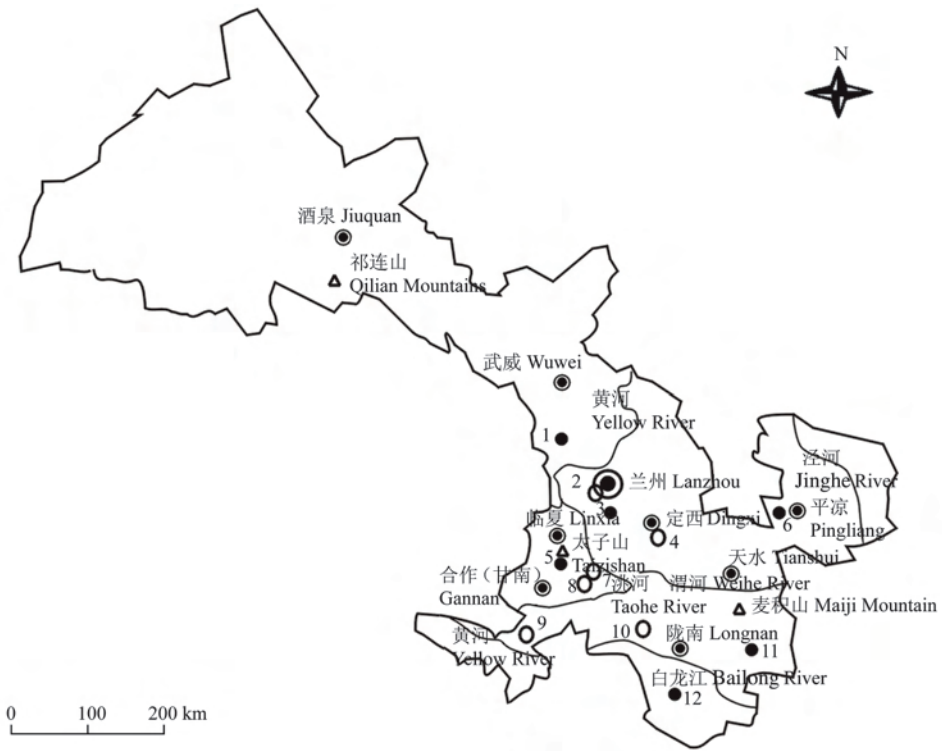 N
酒泉 Jiuquan
祁连山
Qilian Mountains
武威 Wuwei
黄河
Yellow River
1
泾河
Jinghe River
2
兰州 Lanzhou
3
平凉
Pingliang
6
临夏 Linxia
定西 Dingxi
4
太子山
Taizishan
5
天水 Tianshui
合作（甘南）
Gannan
8
7
洮河
Taohe River
渭河 Weihe River
麦积山 Maiji Mountain
9
黄河
Yellow River
10
陇南 Longnan
11
白龙江 Bailong River
12
0 100 200 km